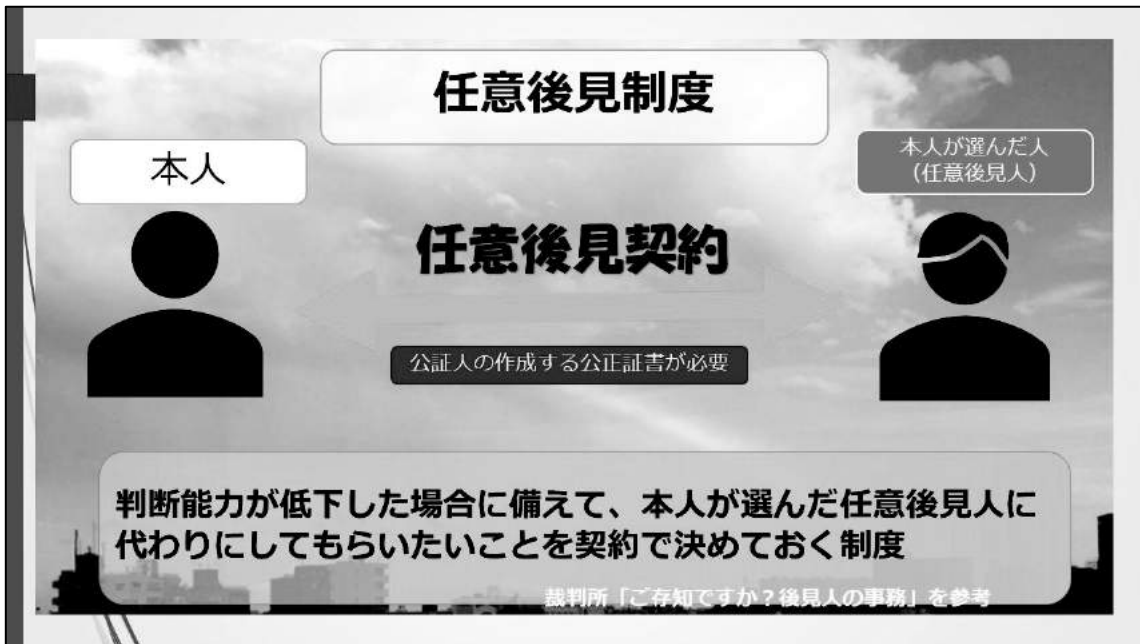 任意後見制度
本人
本人が選んだ人
（任意後見人）
任意後見契約
公証人の作成する公正証書が必要
判断能力が低下した場合に備えて、本人が選んだ任意後見人に
代わりにしてもらいたいことを契約で決めておく制度
裁判所「ご存知ですか？後見人の事務」を参考